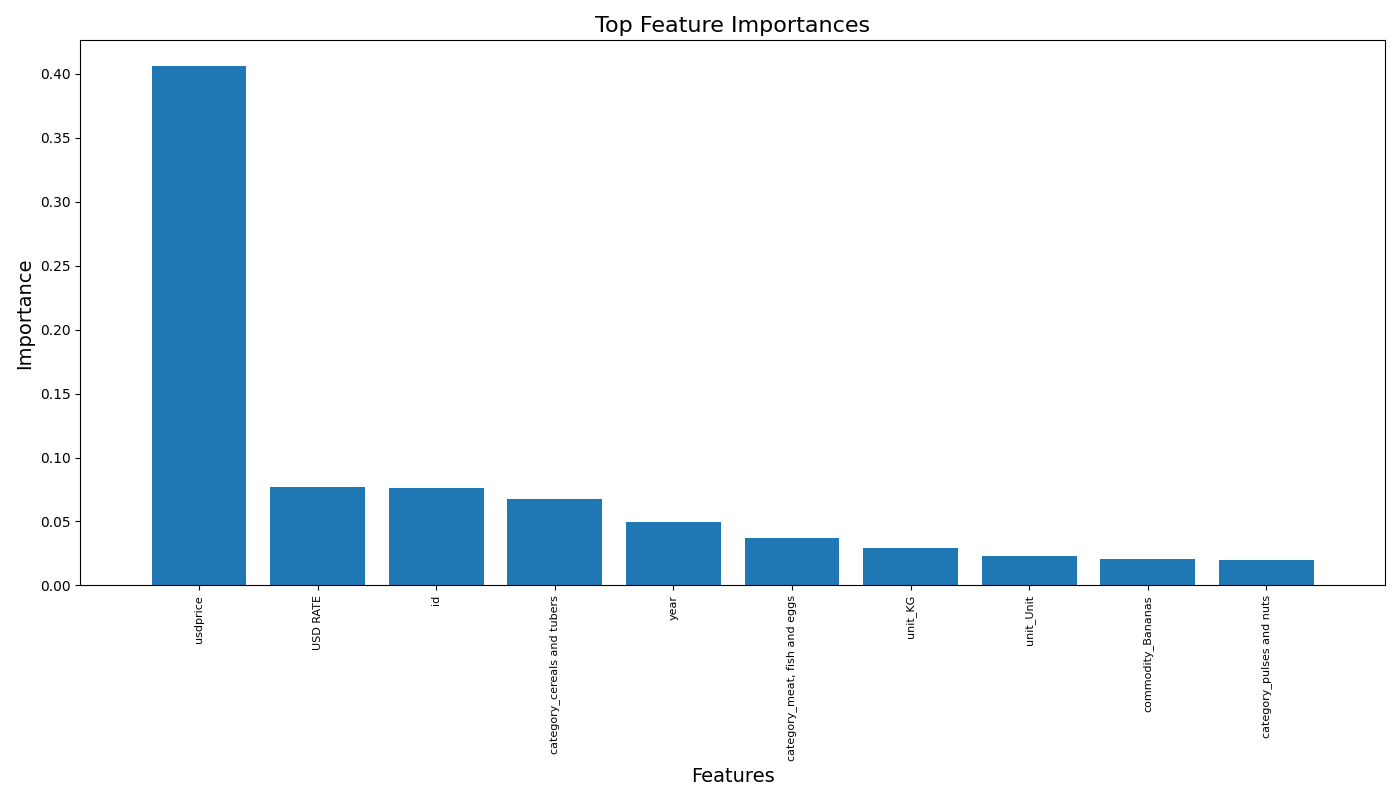 Top Feature Importances
Importance
0.40
0.35
0.30
0.25
0.20
0.15
0.10
0.05
0.00
usdprice
USD RATE
id
category_cereals and tubers
year
category_meat, fish and eggs
unit_KG
unit_Unit
commodity_Bananas
category_pulses and nuts
Features